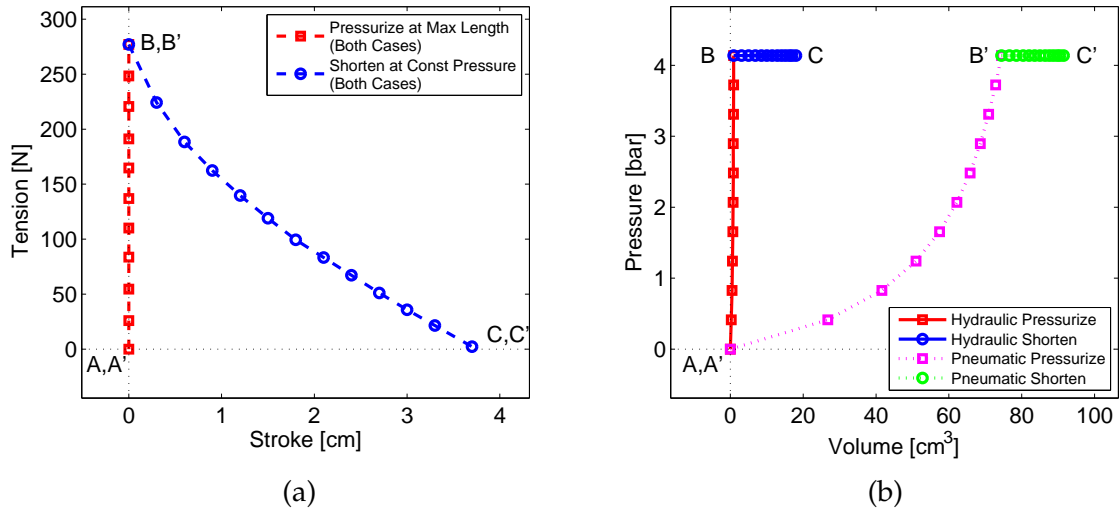 300
250
200
150
100
50
0
Tension [N]
B,B’
Pressurize at Max Length
(Both Cases)
Shorten at Const Pressure
(Both Cases)
C,C’
A,A’
0 1 2 3 4
Stroke [cm]
(a)
4
3
2
1
0
Pressure [bar]
B C B’ C’
Hydraulic Pressurize
Hydraulic Shorten
Pneumatic Pressurize
Pneumatic Shorten
A,A’
0 20 40 60 80 100
Volume [cm³]
(b)